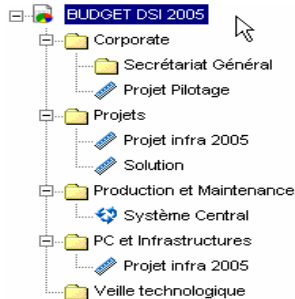 BUDGET DSI 2005
Corporate
Secrétariat Général
Projet Pilotage
Projets
Projet infra 2005
Solution
Production et Maintenance
Système Central
PC et Infrastructures
Projet infra 2005
Veille technologique